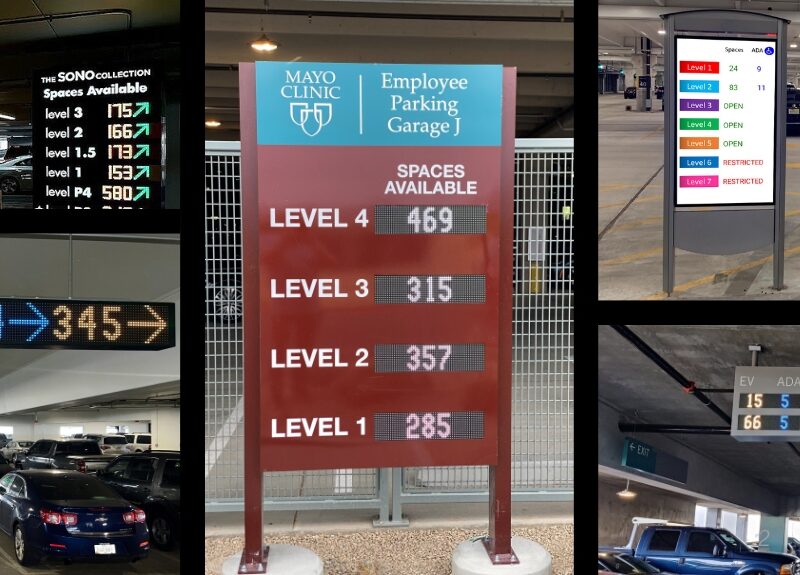 THE SONO COLLECTION
Spaces Available
level 3 175
level 2 166
level 1.5 173
level 1 153
level P4 580
345
MAYO CLINIC
Employee
Parking
Garage J
SPACES
AVAILABLE
LEVEL 4 469
LEVEL 3 315
LEVEL 2 357
LEVEL 1 285
Spaces ADA
Level 1 24 9
Level 2 83 11
Level 3 OPEN
Level 4 OPEN
Level 5 OPEN
Level 6 RESTRICTED
Level 7 RESTRICTED
EV ADA
15 5
66 5
← EXIT
2